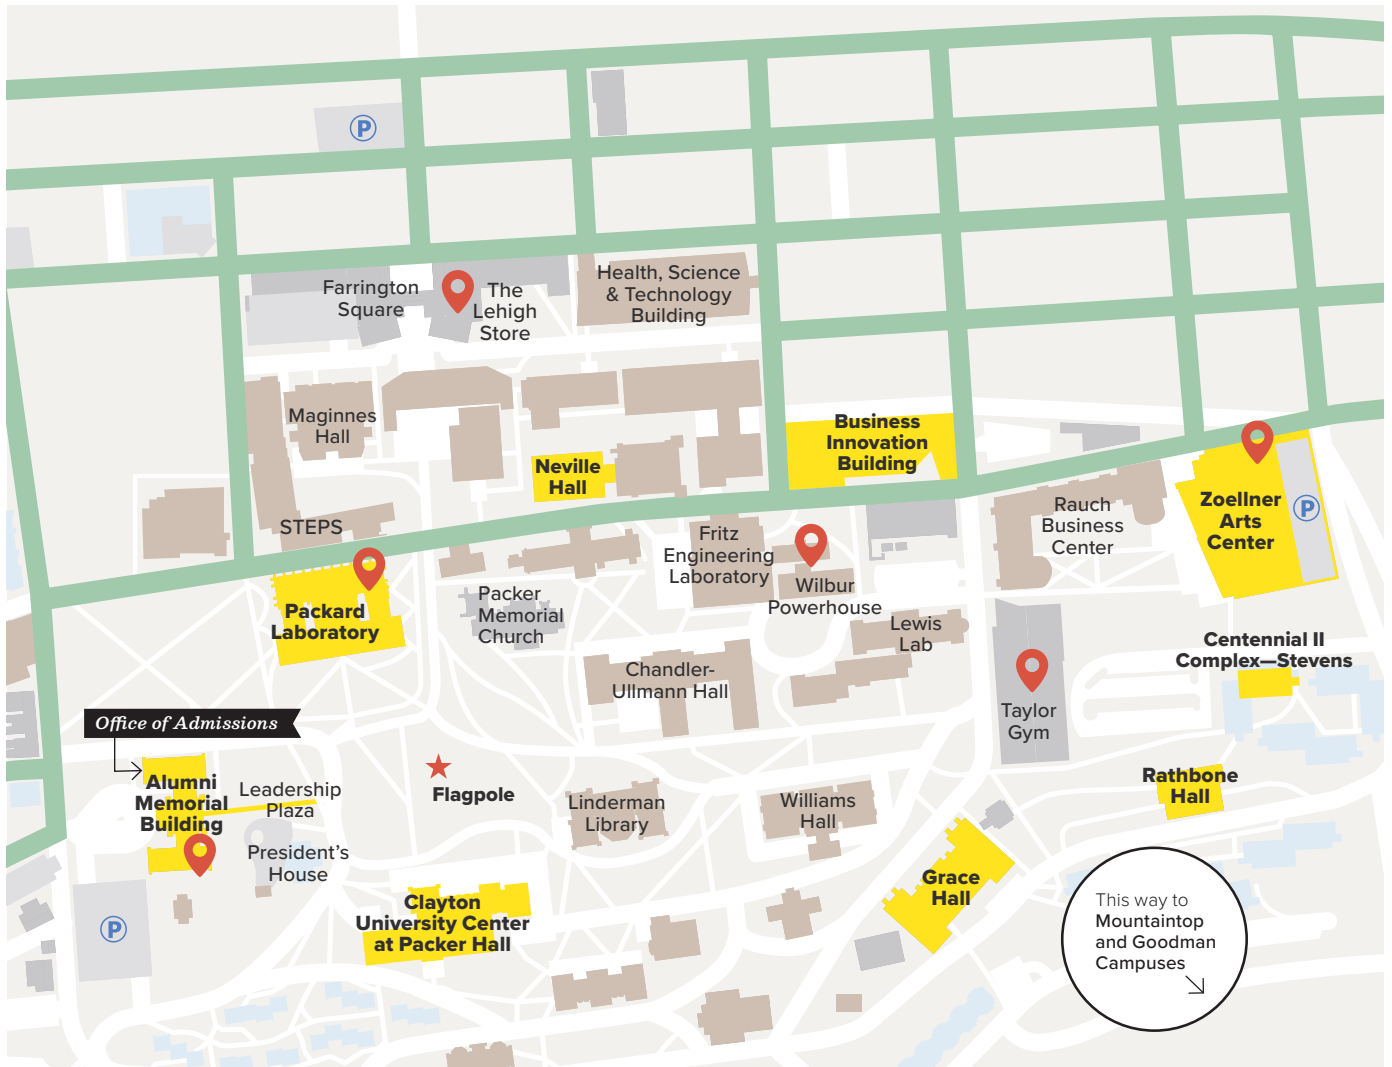 P
Farrington
Square
The
Lehigh
Store
Health, Science
& Technology
Building
Maginnes
Hall
Neville
Hall
Business
Innovation
Building
STEPS
Fritz
Engineering
Laboratory
Wilbur
Powerhouse
Rauch
Business
Center
Zoellner
Arts
Center
P
Packard
Laboratory
Packer
Memorial
Church
Lewis
Lab
Chandler-
Ullmann Hall
Centennial II
Complex—Stevens
Taylor
Gym
Office of Admissions
Alumni
Memorial
Building
Leadership
Plaza
President's
House
Flagpole
Linderman
Library
Williams
Hall
Rathbone
Hall
Grace
Hall
Clayton
University Center
at Packer Hall
P
This way to
Mountaintop
and Goodman
Campuses